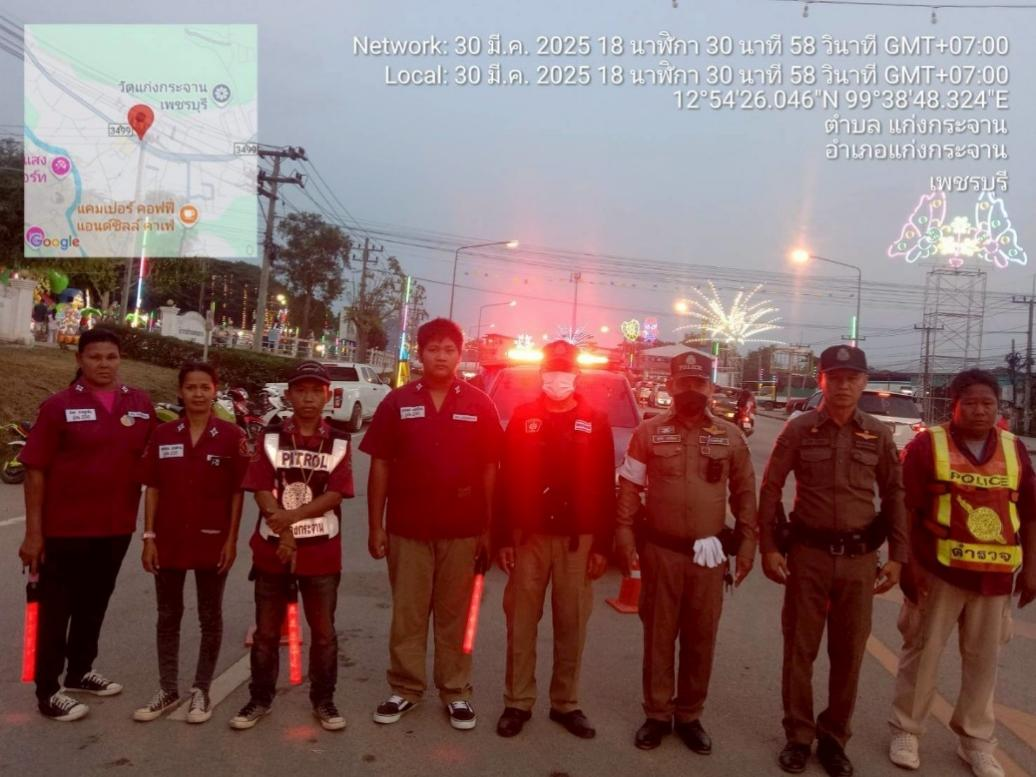 Network: 30 มี.ค. 2025 18 นาฬิกา 30 นาที 58 วินาที GMT+07:00
Local: 30 มี.ค. 2025 18 นาฬิกา 30 นาที 58 วินาที GMT+07:00
12°54'26.046"N 99°38'48.324"E
ตำบล แก่งกระจาน
อำเภอแก่งกระจาน
เพชรบุรี
วัดแก่งกระจาน
เพชรบุรี
3499
3499
แคมเปอร์ คอฟฟี่
แอนด์ชิลล์ คาเฟ่
Google
POLICE
PITROL
POLICE
ตำรวจ